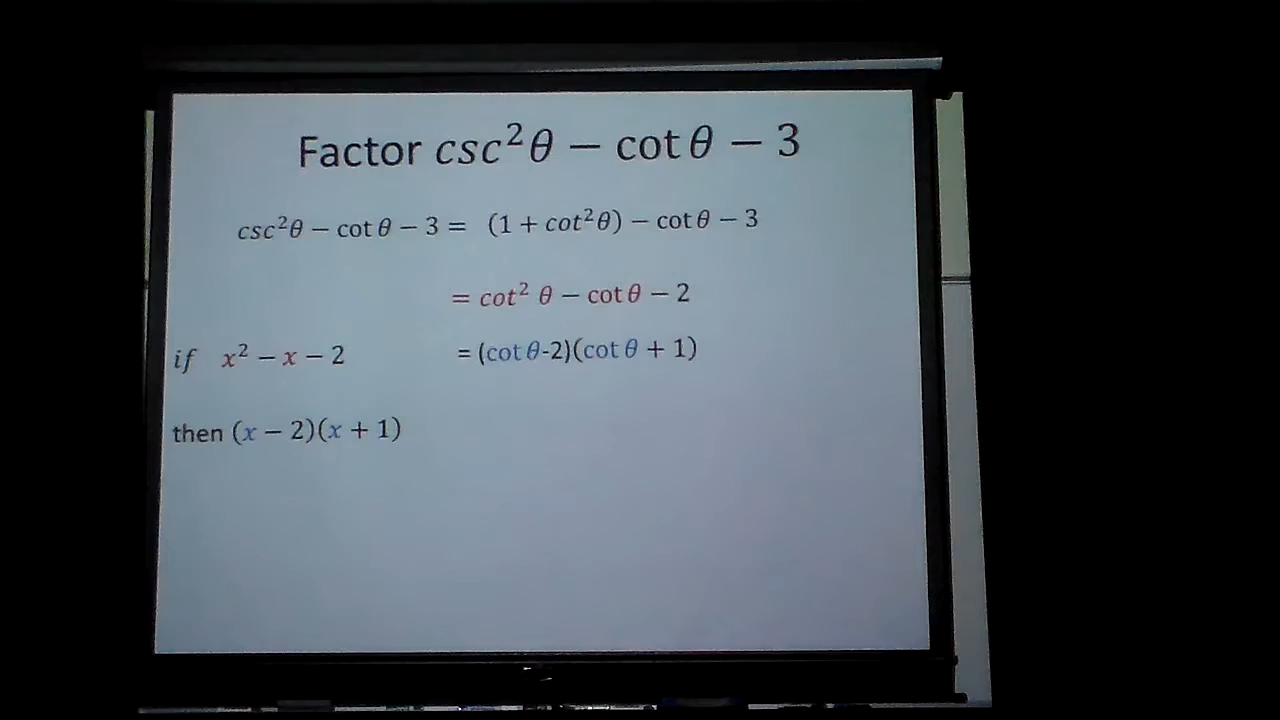 Factor csc²θ − cot θ − 3
csc²θ − cot θ − 3 = (1 + cot²θ) − cot θ − 3
= cot² θ − cot θ − 2
if x² − x − 2
= (cot θ-2)(cot θ + 1)
then (x − 2)(x + 1)